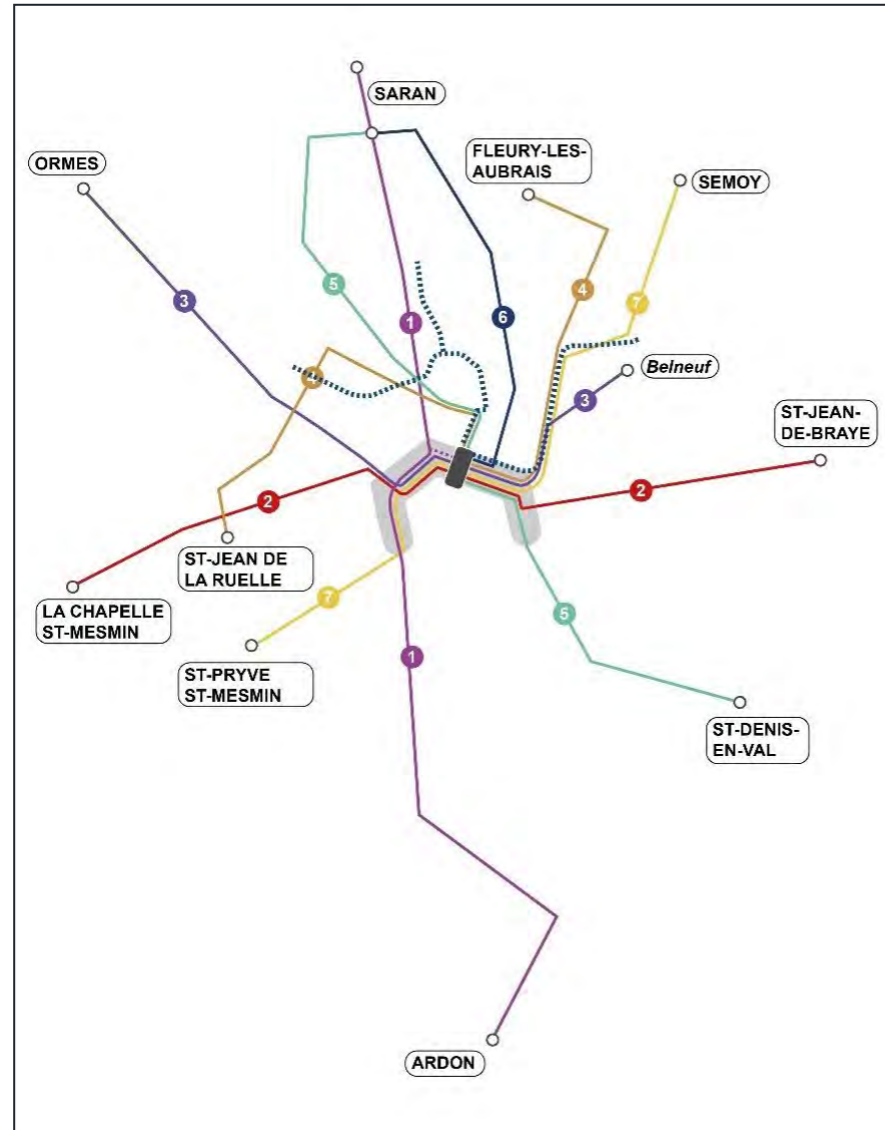 SARAN
ORMES
FLEURY-LES-
AUBRAIS
SEMOY
5
3
4
7
1
6
4
Belneuf
3
ST-JEAN-
DE-BRAYE
2
2
ST-JEAN DE
LA RUELLE
LA CHAPELLE
ST-MESMIN
7
5
ST-PRYVE
ST-MESMIN
1
ST-DENIS-
EN-VAL
ARDON